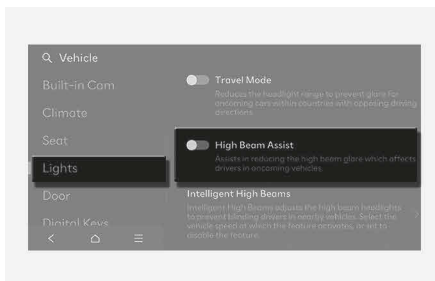 Vehicle
Built-in Cam
Climate
Seat
Lights
Door
Digital Keys
Travel Mode
Reduces the headlight range to prevent glare for
oncoming cars within countries with opposing driving
directions.
High Beam Assist
Assists in reducing the high beam glare which affects
drivers in oncoming vehicles.
Intelligent High Beams
Intelligent High Beams adjusts the high beam headlights
to prevent blinding drivers in nearby vehicles. Select the
vehicle speed at which the feature activates, or set to
disable the feature.